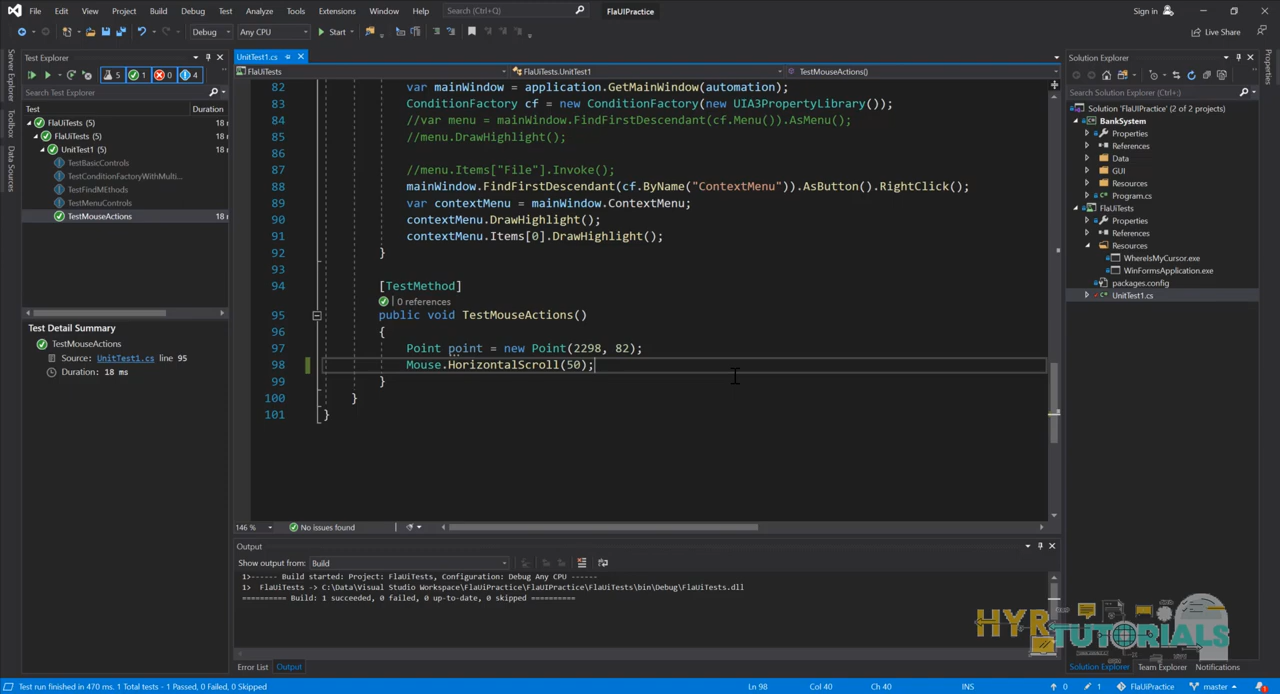 File Edit View Project Build Debug Test Analyze Tools Extensions Window Help Search (Ctrl+Q) FlaUIPractice Sign in
Debug Any CPU Start Live Share
Server Explorer
Toolbox
Data Sources
Test Explorer
5 1 0 4
Search Test Explorer
Test Duration
FlaUiTests (5) 18 m
FlaUiTests (5) 18 m
UnitTest1 (5) 18 m
TestBasicControls
TestConditionFactoryWithMulti...
TestFindMEthods
TestMenuControls
TestMouseActions 18 m
Test Detail Summary
TestMouseActions
Source: UnitTest1.cs line 95
Duration: 18 ms
UnitTest1.cs
FlaUiTests FlaUiTests.UnitTest1 TestMouseActions()
82 var mainWindow = application.GetMainWindow(automation);
83 ConditionFactory cf = new ConditionFactory(new UIA3PropertyLibrary());
84 //var menu = mainWindow.FindFirstDescendant(cf.Menu()).AsMenu();
85 //menu.DrawHighlight();
86
87 //menu.Items["File"].Invoke();
88 mainWindow.FindFirstDescendant(cf.ByName("ContextMenu")).AsButton().RightClick();
89 var contextMenu = mainWindow.ContextMenu;
90 contextMenu.DrawHighlight();
91 contextMenu.Items[0].DrawHighlight();
92 }
93
94 [TestMethod]
0 references
95 public void TestMouseActions()
96 {
97 Point point = new Point(2298, 82);
98 Mouse.HorizontalScroll(50);
99 }
100 }
101 }
146 % No issues found
Output
Show output from: Build
1>------ Build started: Project: FlaUiTests, Configuration: Debug Any CPU ------
1> FlaUiTests -> C:\Data\Visual Studio Workspace\FlaUiPractice\FlaUIPractice\FlaUiTests\bin\Debug\FlaUiTests.dll
========== Build: 1 succeeded, 0 failed, 0 up-to-date, 0 skipped ==========
Error List Output
Solution Explorer
Search Solution Explorer (Ctrl+;)
Solution 'FlaUIPractice' (2 of 2 projects)
BankSystem
Properties
References
Data
GUI
Resources
Program.cs
FlaUiTests
Properties
References
Resources
WhereIsMyCursor.exe
WinFormsApplication.exe
packages.config
UnitTest1.cs
Properties
HYR TUTORIALS
Solution Explorer Team Explorer Notifications
Test run finished in 470 ms. 1 Total tests - 1 Passed, 0 Failed, 0 Skipped Ln 98 Col 40 Ch 40 INS 0 1 FlaUiPractice master 1